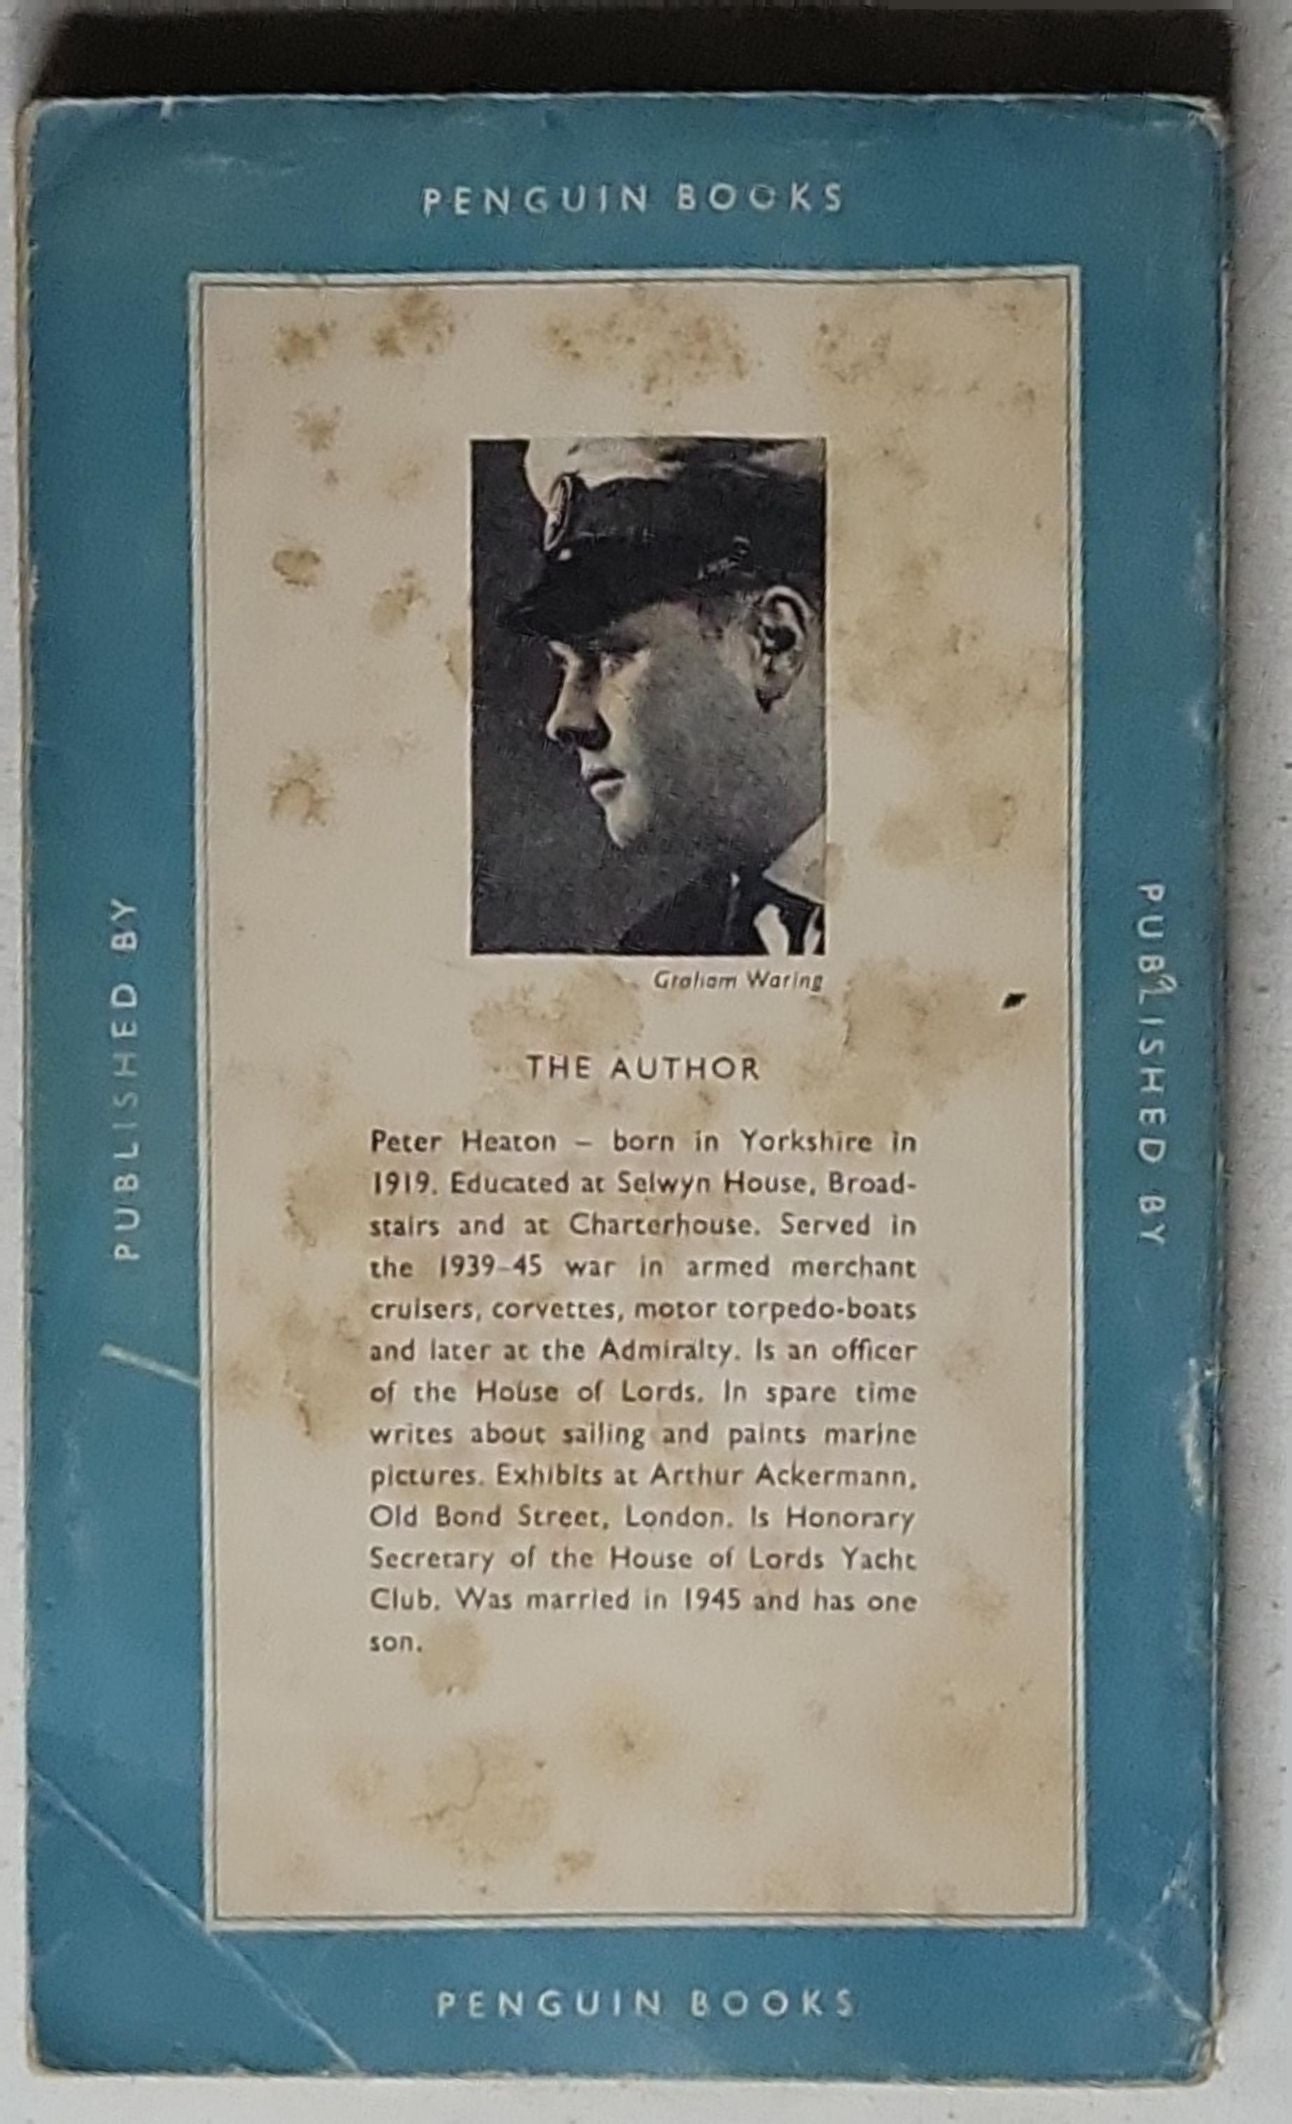 PENGUIN BOOKS
PUBLISHED BY
PUBLISHED BY
Graham Waring
THE AUTHOR
Peter Heaton – born in Yorkshire in
1919. Educated at Selwyn House, Broad-
stairs and at Charterhouse. Served in
the 1939-45 war in armed merchant
cruisers, corvettes, motor torpedo-boats
and later at the Admiralty. Is an officer
of the House of Lords. In spare time
writes about sailing and paints marine
pictures. Exhibits at Arthur Ackermann,
Old Bond Street, London. Is Honorary
Secretary of the House of Lords Yacht
Club. Was married in 1945 and has one
son.
PENGUIN BOOKS